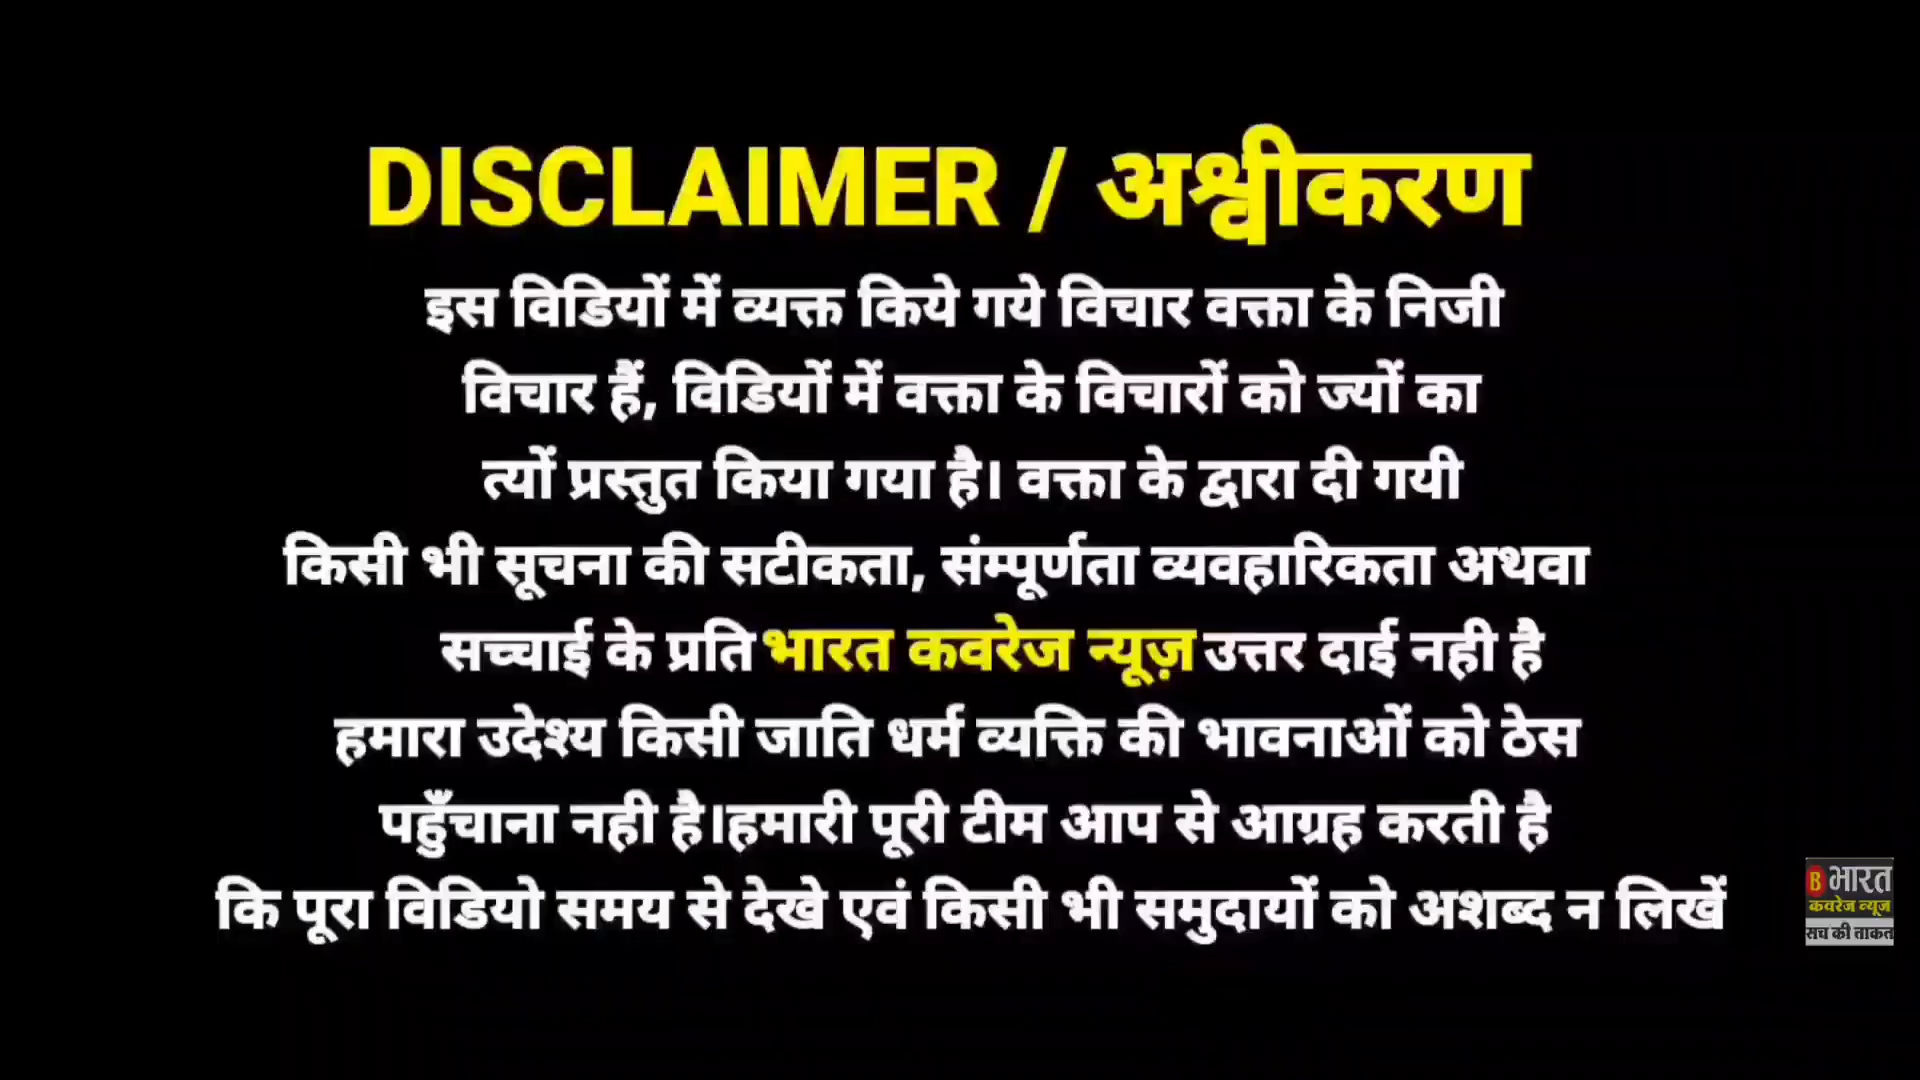 DISCLAIMER / अश्वीकरण
इस विडियों में व्यक्त किये गये विचार वक्ता के निजी
विचार हैं, विडियों में वक्ता के विचारों को ज्यों का
त्यों प्रस्तुत किया गया है। वक्ता के द्वारा दी गयी
किसी भी सूचना की सटीकता, संम्पूर्णता व्यवहारिकता अथवा
सच्चाई के प्रति भारत कवरेज न्यूज़ उत्तर दाई नही है
हमारा उदेश्य किसी जाति धर्म व्यक्ति की भावनाओं को ठेस
पहुँचाना नही है।हमारी पूरी टीम आप से आग्रह करती है
कि पूरा विडियो समय से देखे एवं किसी भी समुदायों को अशब्द न लिखें
B भारत
कवरेज न्यूज
सच की ताकत